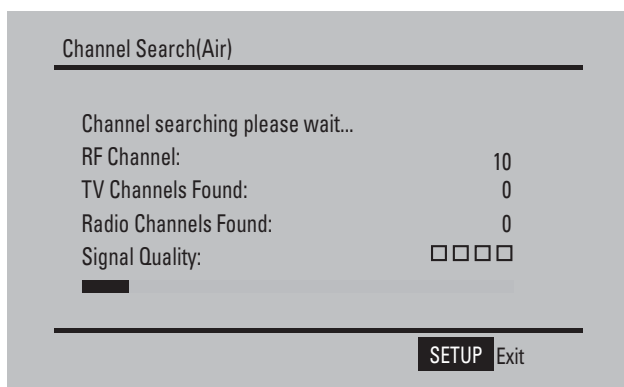 Channel Search(Air)
Channel searching please wait...
RF Channel: 10
TV Channels Found: 0
Radio Channels Found: 0
Signal Quality:
SETUP Exit